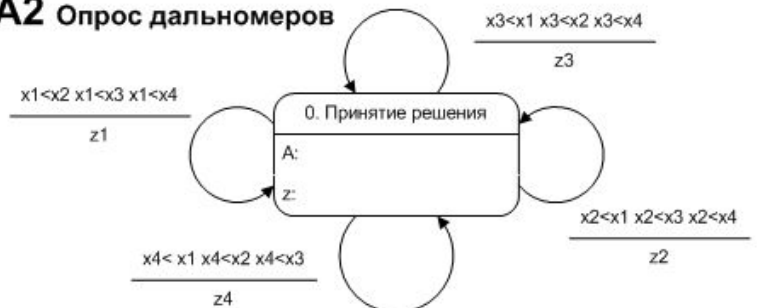 А2 Опрос дальномеров
x3<x1 x3<x2 x3<x4
z3
x1<x2 x1<x3 x1<x4
z1
0. Принятие решения
A:
z:
x2<x1 x2<x3 x2<x4
z2
x4< x1 x4<x2 x4<x3
z4